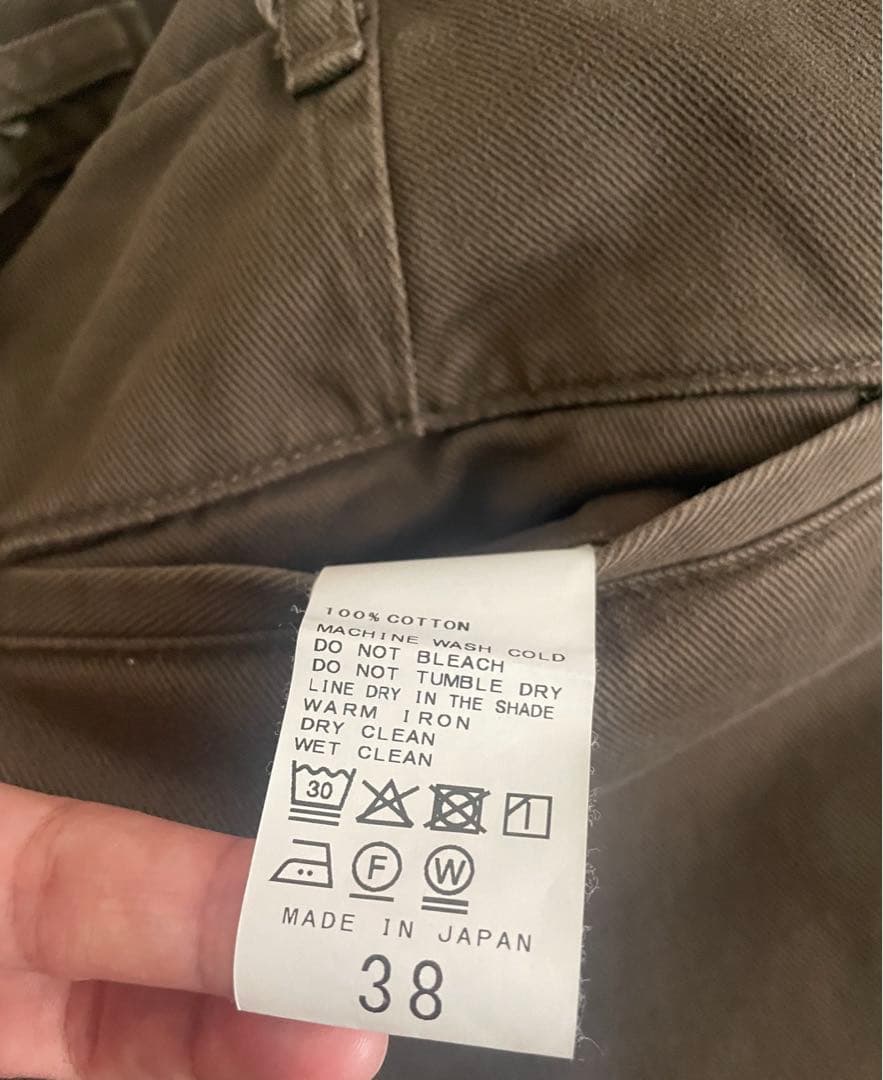 100% COTTON
MACHINE WASH COLD
DO NOT BLEACH
DO NOT TUMBLE DRY
LINE DRY IN THE SHADE
WARM IRON
DRY CLEAN
WET CLEAN
30
F W
MADE IN JAPAN
38